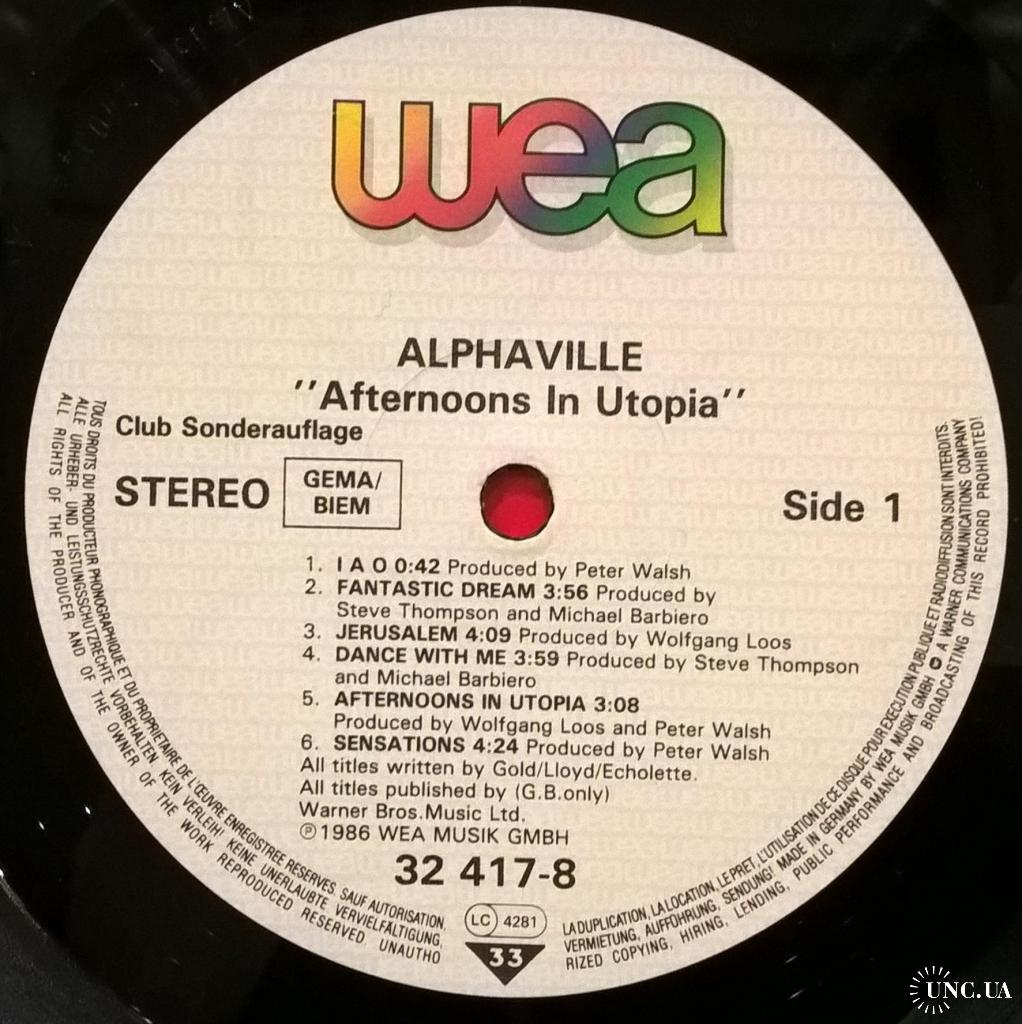 wea
ALPHAVILLE
''Afternoons In Utopia''
Club Sonderauflage
STEREO
GEMA/
BIEM
Side 1
1. I A O 0:42 Produced by Peter Walsh
2. FANTASTIC DREAM 3:56 Produced by
Steve Thompson and Michael Barbiero
3. JERUSALEM 4:09 Produced by Wolfgang Loos
4. DANCE WITH ME 3:59 Produced by Steve Thompson
and Michael Barbiero
5. AFTERNOONS IN UTOPIA 3:08
Produced by Wolfgang Loos and Peter Walsh
6. SENSATIONS 4:24 Produced by Peter Walsh
All titles written by Gold/Lloyd/Echolette.
All titles published by (G.B.only)
Warner Bros.Music Ltd.
℗ 1986 WEA MUSIK GMBH
32 417-8
LC 4281
33
TOUS DROITS DU PRODUCTEUR PHONOGRAPHIQUE ET DU PROPRIETAIRE DE L'ŒUVRE ENREGISTREE RESERVES. SAUF AUTORISATION,
LA DUPLICATION, LA LOCATION, LE PRET, L'UTILISATION DE CE DISQUE POUR EXECUTION PUBLIQUE ET RADIODIFFUSION SONT INTERDITS.
ALLE URHEBER- UND LEISTUNGSSCHUTZRECHTE VORBEHALTEN KEIN VERLEIH! KEINE UNERLAUBTE VERVIELFÄLTIGUNG,
VERMIETUNG, AUFFÜHRUNG, SENDUNG! MADE IN GERMANY BY WEA MUSIK GMBH A WARNER COMMUNICATIONS COMPANY
ALL RIGHTS OF THE PRODUCER AND OF THE OWNER OF THE WORK REPRODUCED RESERVED. UNAUTHO
RIZED COPYING, HIRING, LENDING, PUBLIC PERFORMANCE AND BROADCASTING OF THIS RECORD PROHIBITED!
UNC.UA